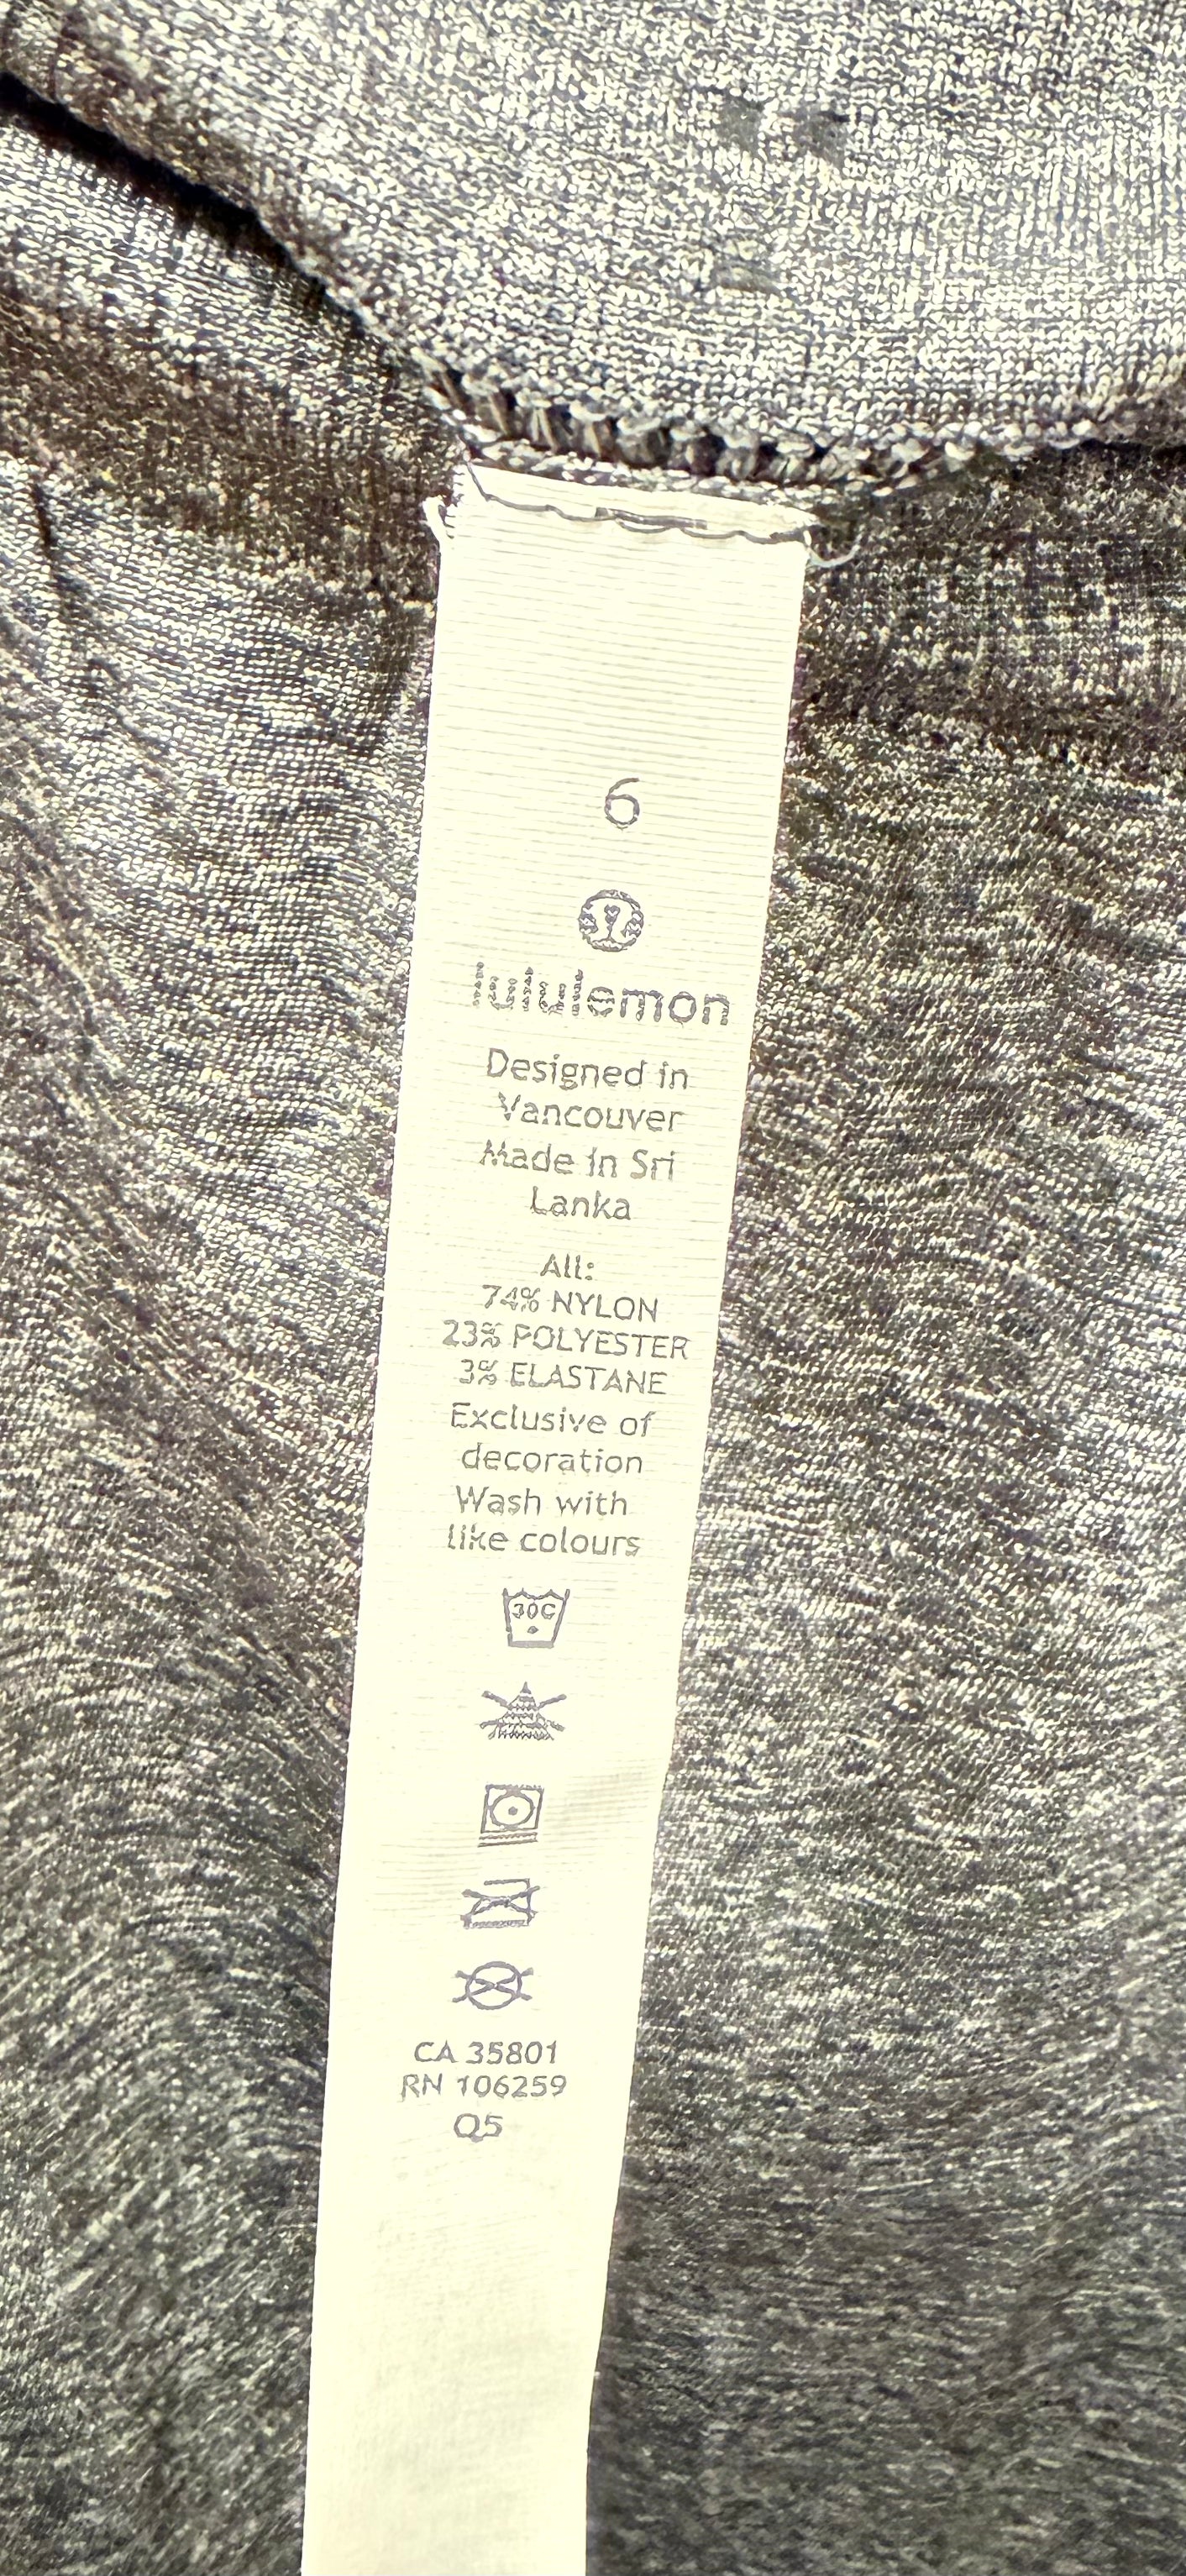 6
lululemon
Designed in
Vancouver
Made in Sri
Lanka
All:
74% NYLON
23% POLYESTER
3% ELASTANE
Exclusive of
decoration
Wash with
like colours
30C
CA 35801
RN 106259
Q5